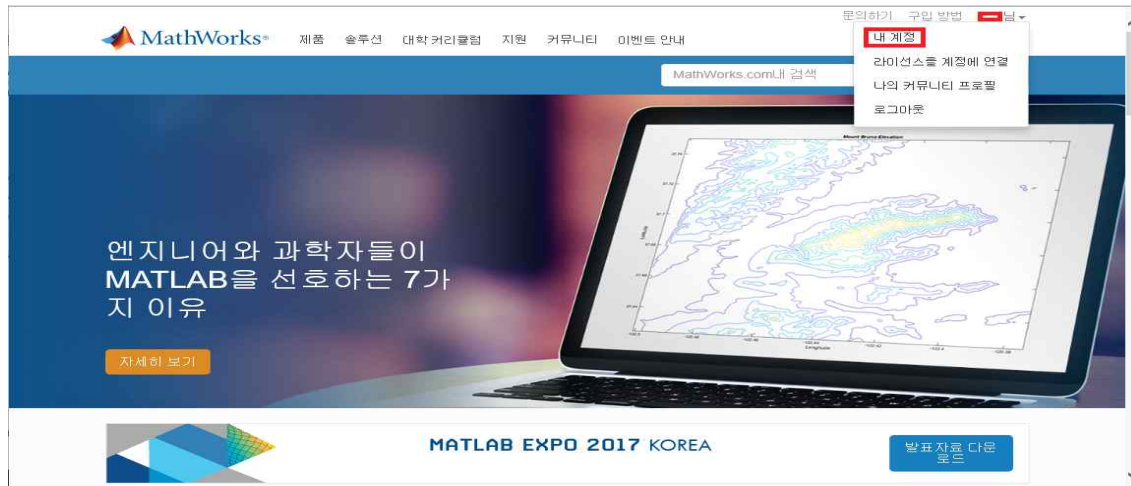 문의하기 구입 방법 님
MathWorks®
제품 솔루션 대학 커리큘럼 지원 커뮤니티 이벤트 안내
내 계정
라이선스를 계정에 연결
나의 커뮤니티 프로필
로그아웃
MathWorks.com내 검색
엔지니어와 과학자들이
MATLAB을 선호하는 7가
지 이유
자세히 보기
Longitude
MATLAB EXPO 2017 KOREA
발표자료 다운
로드